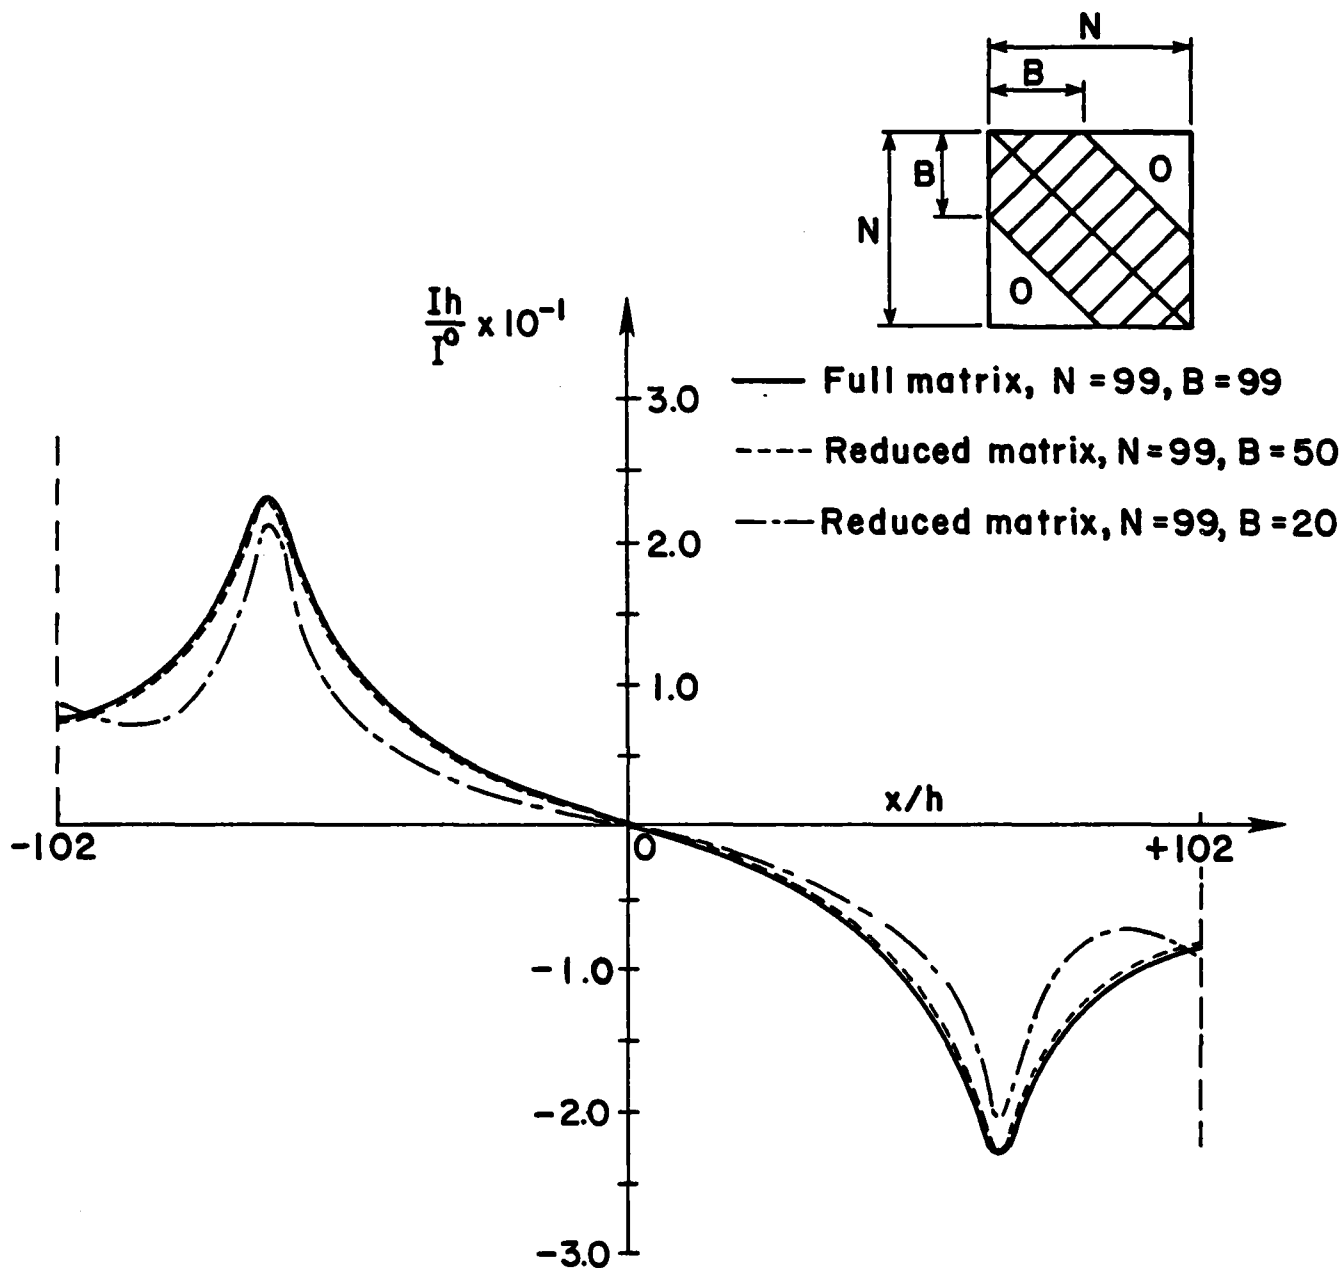 N
B
B
N
O
O
Ih/I⁰ x 10⁻¹
Full matrix, N = 99, B = 99
3.0
Reduced matrix, N = 99, B = 50
Reduced matrix, N = 99, B = 20
2.0
1.0
x/h
-102
0
+102
-1.0
-2.0
-3.0